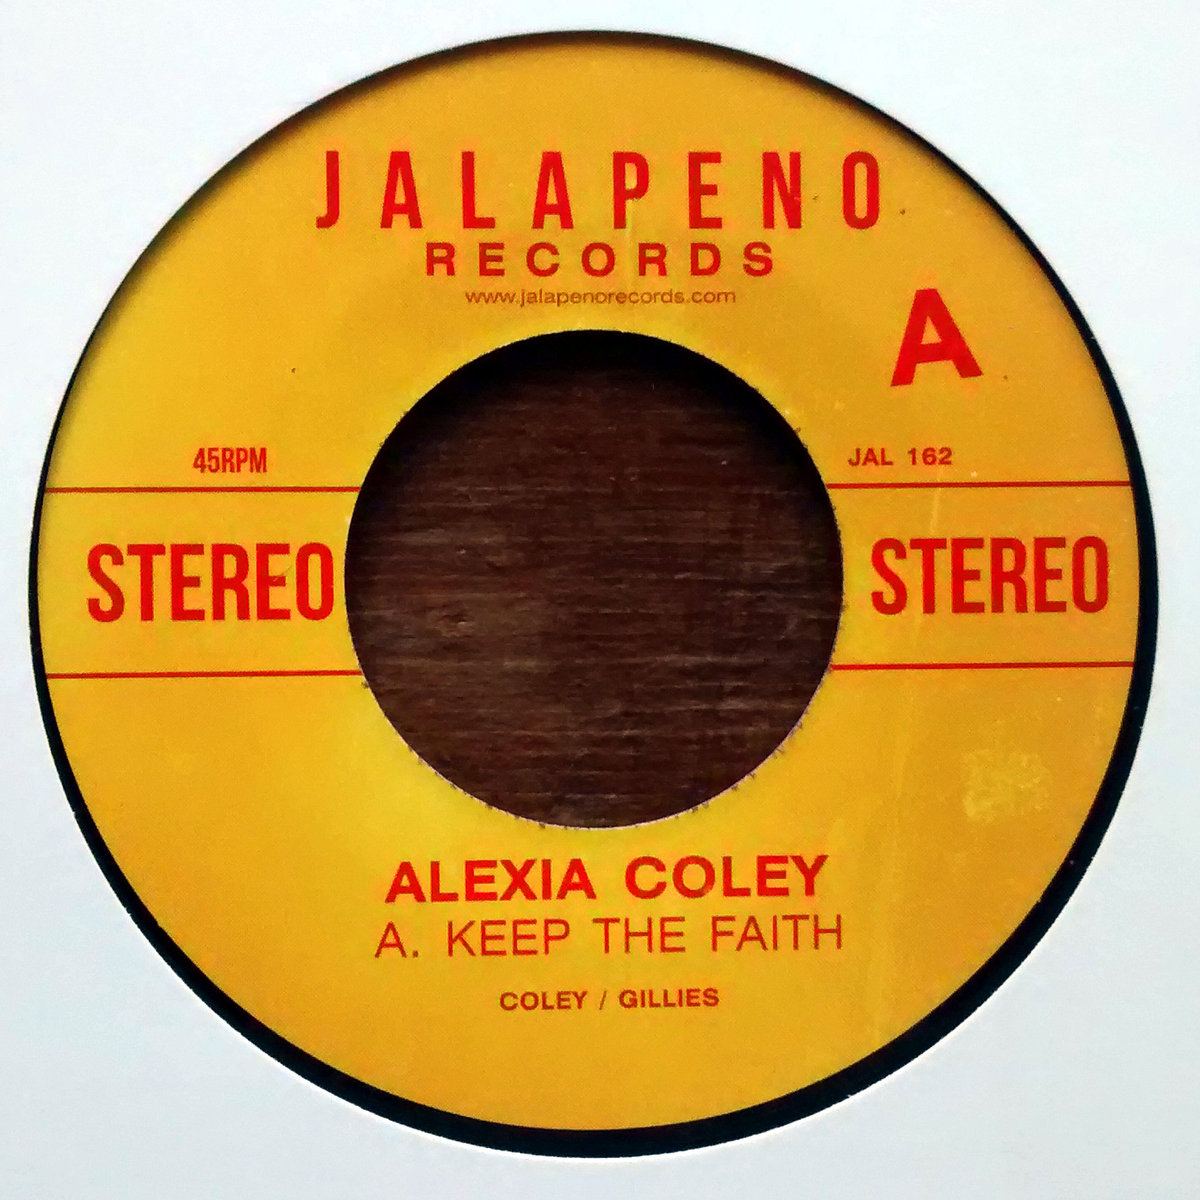 JALAPENO
RECORDS
www.jalapenorecords.com
A
45RPM
JAL 162
STEREO
STEREO
ALEXIA COLEY
A. KEEP THE FAITH
COLEY / GILLIES